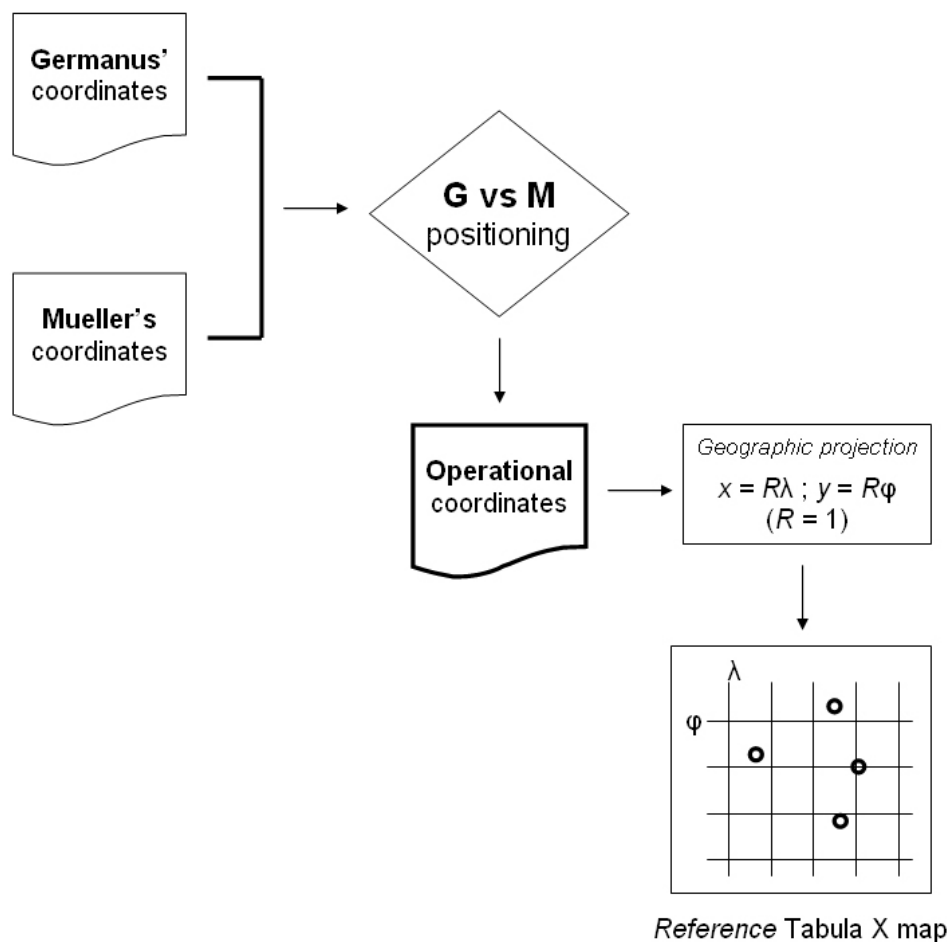 Germanus’
coordinates
Mueller’s
coordinates
G vs M
positioning
Operational
coordinates
Geographic projection
x = Rλ ; y = Rφ
(R = 1)
λ
φ
Reference Tabula X map